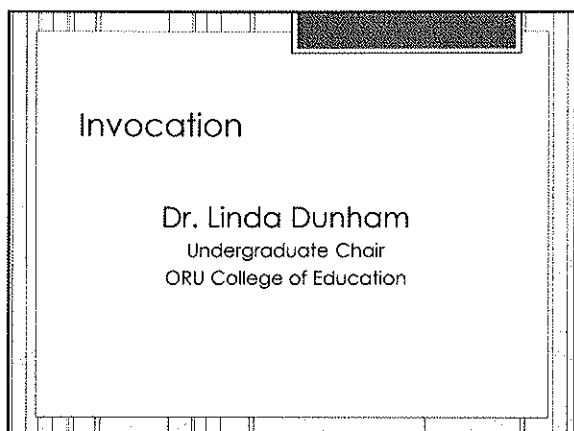 Invocation
Dr. Linda Dunham
Undergraduate Chair
ORU College of Education